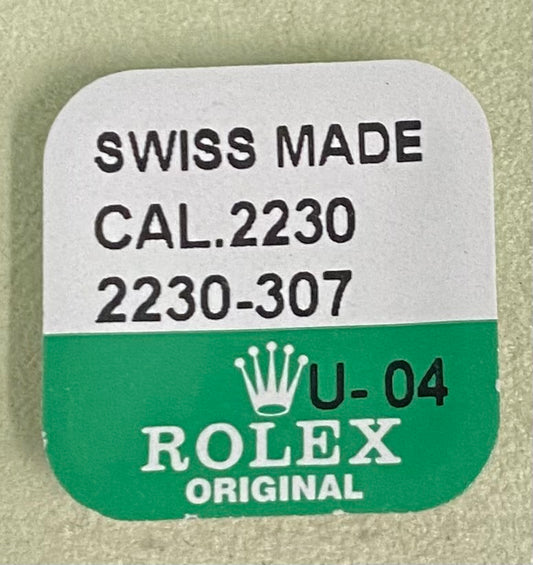 SWISS MADE
CAL.2230
2230-307
U- 04
ROLEX
ORIGINAL